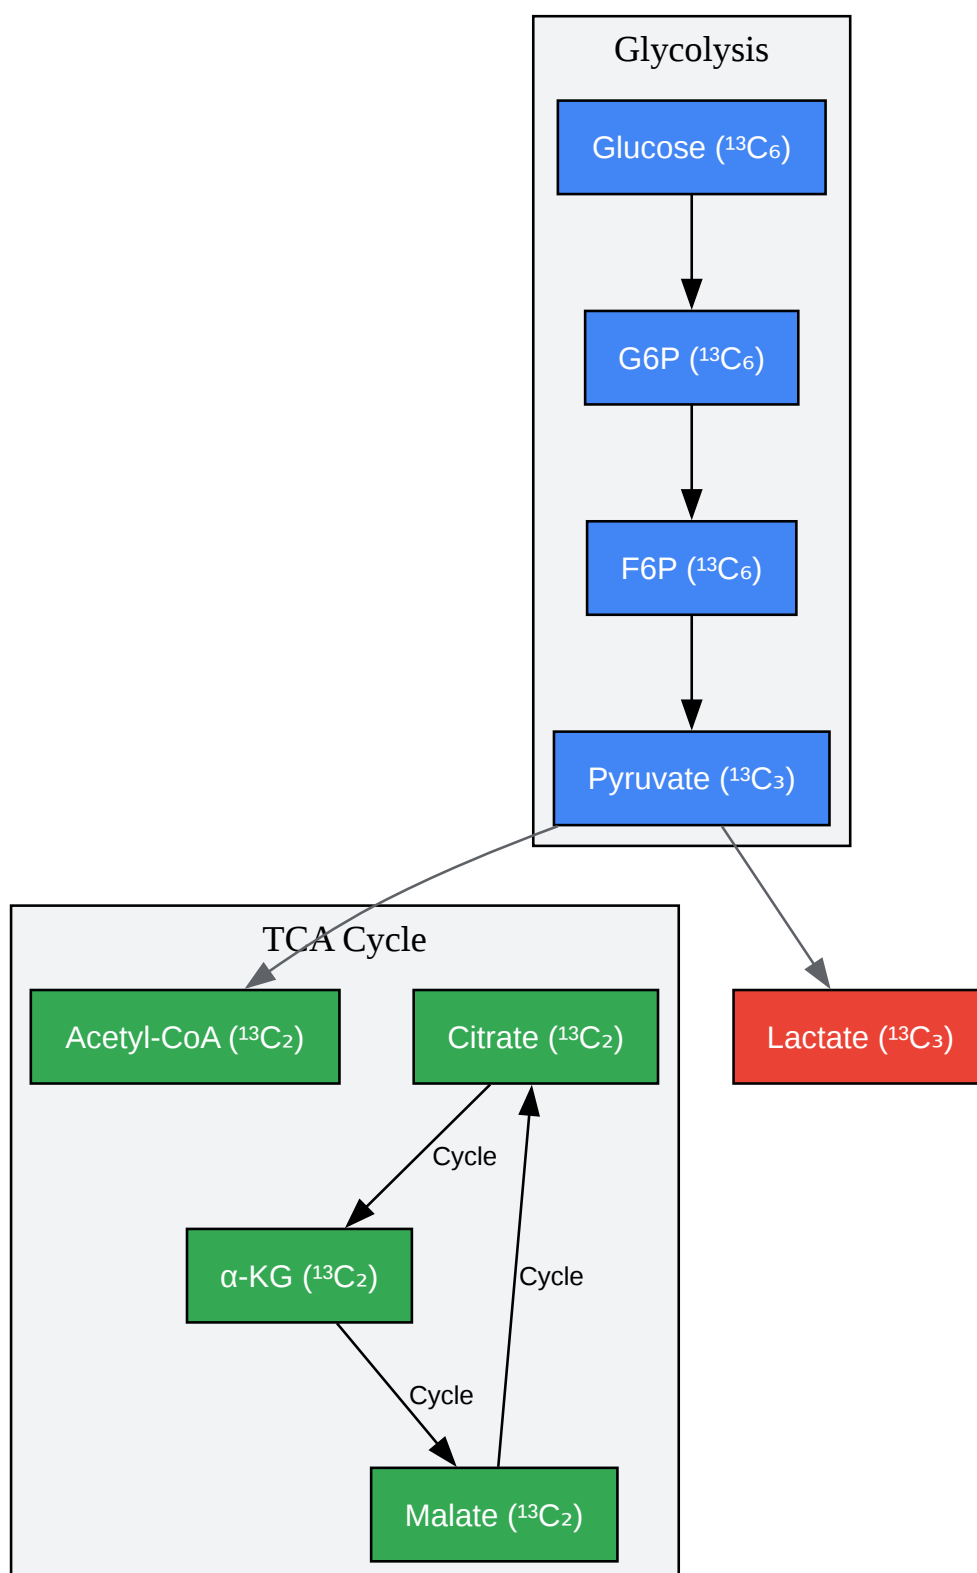 Glycolysis
Glucose (¹³C₆)
G6P (¹³C₆)
F6P (¹³C₆)
Pyruvate (¹³C₃)
TCA Cycle
Acetyl-CoA (¹³C₂)
Citrate (¹³C₂)
Lactate (¹³C₃)
Cycle
α-KG (¹³C₂)
Cycle
Cycle
Malate (¹³C₂)